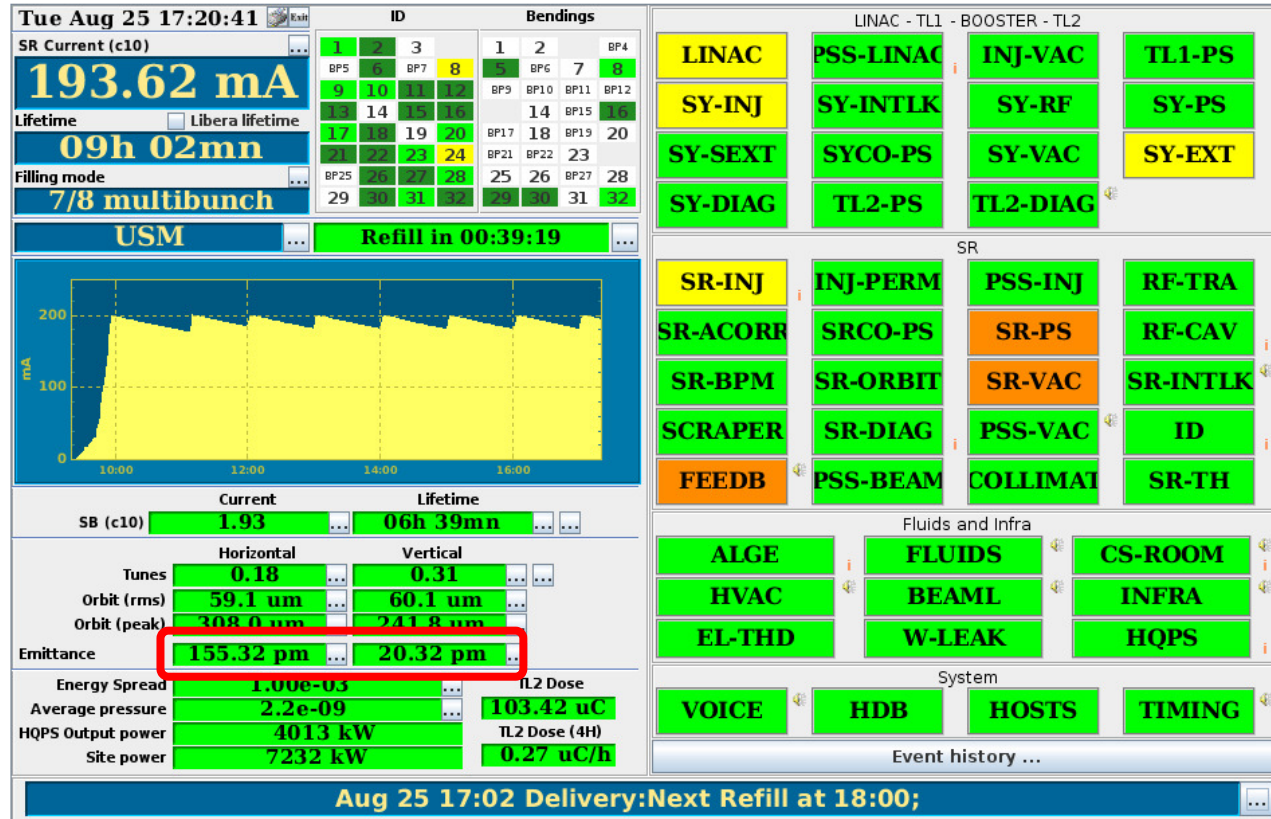 Tue Aug 25 17:20:41 Exit
SR Current (c10) ...
193.62 mA
Lifetime Libera lifetime
09h 02mn
Filling mode ...
7/8 multibunch
ID
1 2 3
BP5 6 BP7 8
9 10 11 12
13 14 15 16
17 18 19 20
21 22 23 24
BP25 26 27 28
29 30 31 32
Bendings
1 2 BP4
5 BP6 7 8
BP9 BP10 BP11 BP12
14 BP15 16
BP17 18 BP19 20
BP21 BP22 23
25 26 BP27 28
29 30 31 32
USM ... Refill in 00:39:19 ...
mA
200
100
0
10:00 12:00 14:00 16:00
Current Lifetime
SB (c10) 1.93 ... 06h 39mn ... ...
Horizontal Vertical
Tunes 0.18 ... 0.31 ... ...
Orbit (rms) 59.1 um ... 60.1 um ...
Orbit (peak) 308.0 um ... 241.8 um ...
Emittance 155.32 pm ... 20.32 pm ...
Energy Spread 1.00e-03 ...
Average pressure 2.2e-09 ...
HQPS Output power 4013 kW
Site power 7232 kW
TL2 Dose
103.42 uC
TL2 Dose (4H)
0.27 uC/h
LINAC - TL1 - BOOSTER - TL2
LINAC PSS-LINAC i INJ-VAC TL1-PS
SY-INJ SY-INTLK SY-RF SY-PS
SY-SEXT SYCO-PS SY-VAC SY-EXT
SY-DIAG TL2-PS TL2-DIAG
SR
SR-INJ i INJ-PERM PSS-INJ RF-TRA
SR-ACORR SRCO-PS SR-PS RF-CAV i
SR-BPM SR-ORBIT SR-VAC SR-INTLK
SCRAPER SR-DIAG i PSS-VAC ID i
FEEDB PSS-BEAM COLLIMAT SR-TH
Fluids and Infra
ALGE i FLUIDS CS-ROOM i
HVAC BEAML INFRA
EL-THD W-LEAK HQPS i
System
VOICE HDB HOSTS TIMING
Event history ...
Aug 25 17:02 Delivery:Next Refill at 18:00; ...